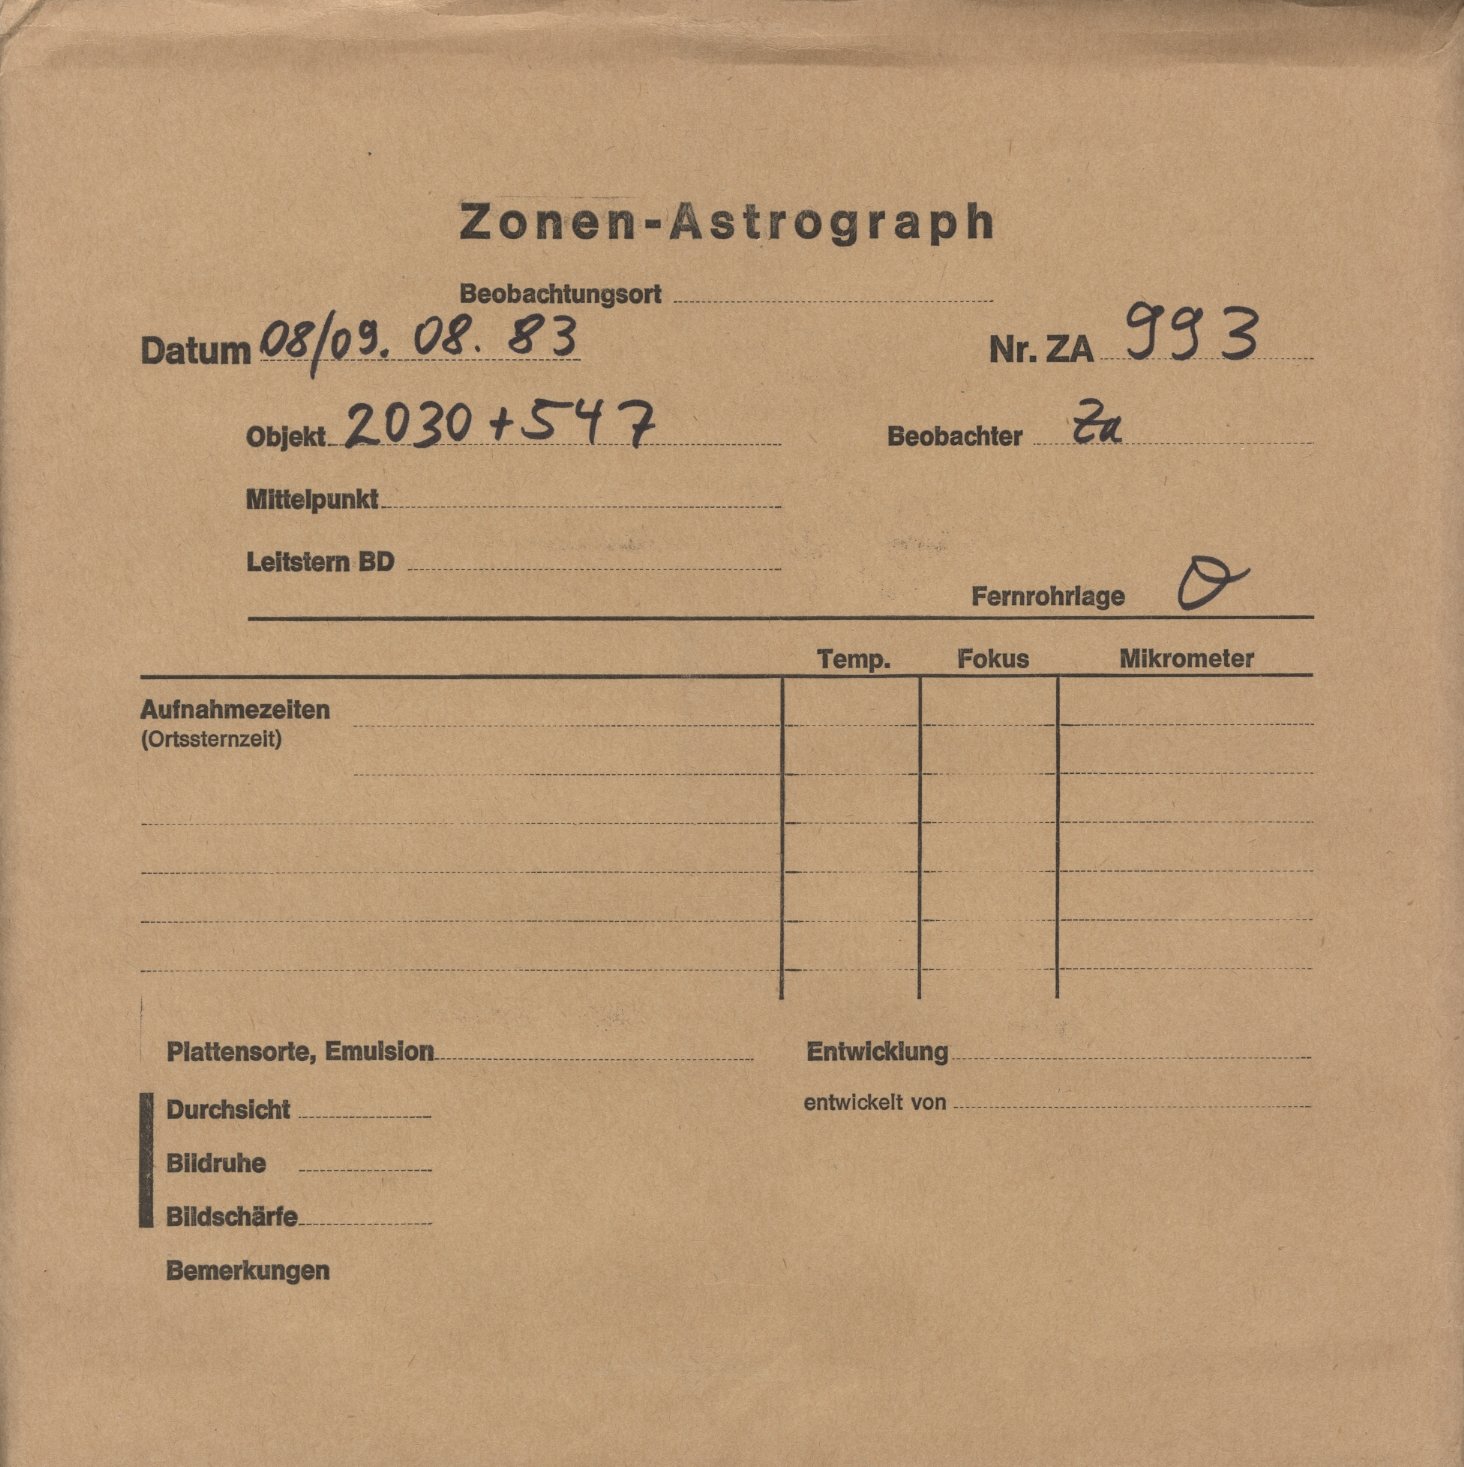 Zonen-Astrograph
Beobachtungsort
Datum 08/09. 08. 83
Nr. ZA 993
Objekt 2030+547
Beobachter Za
Mittelpunkt
Leitstern BD
Fernrohrlage O
Temp. Fokus Mikrometer
Aufnahmezeiten
(Ortssternzeit)
Plattensorte, Emulsion Entwicklung
Durchsicht entwickelt von
Bildruhe
Bildschärfe
Bemerkungen